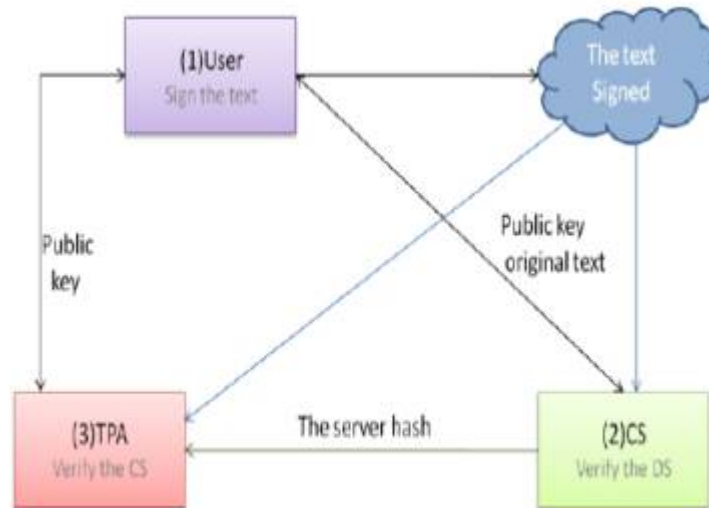 (1)User
Sign the text
The text
Signed
Public
key
Public key
original text
(3)TPA
Verify the CS
The server hash
(2)CS
Verify the DS